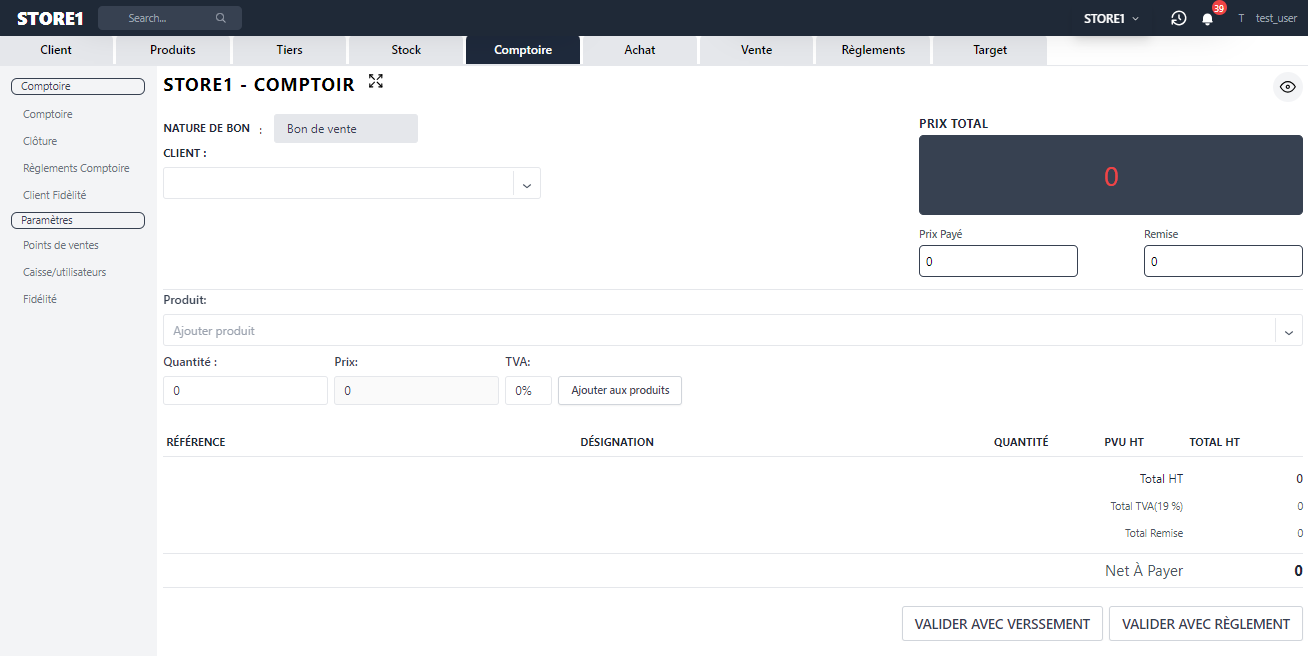 STORE1 Search... STORE1 39 T test_user
Client Produits Tiers Stock Comptoire Achat Vente Règlements Target
Comptoire
Comptoire
Clôture
Règlements Comptoire
Client Fidélité
Paramètres
Points de ventes
Caisse/utilisateurs
Fidélité
STORE1 - COMPTOIR
NATURE DE BON : Bon de vente
CLIENT :
PRIX TOTAL
0
Prix Payé Remise
0 0
Produit:
Ajouter produit
Quantité : Prix: TVA:
0 0 0% Ajouter aux produits
RÉFÉRENCE DÉSIGNATION QUANTITÉ PVU HT TOTAL HT
Total HT 0
Total TVA(19 %) 0
Total Remise 0
Net À Payer 0
VALIDER AVEC VERSSEMENT VALIDER AVEC RÈGLEMENT